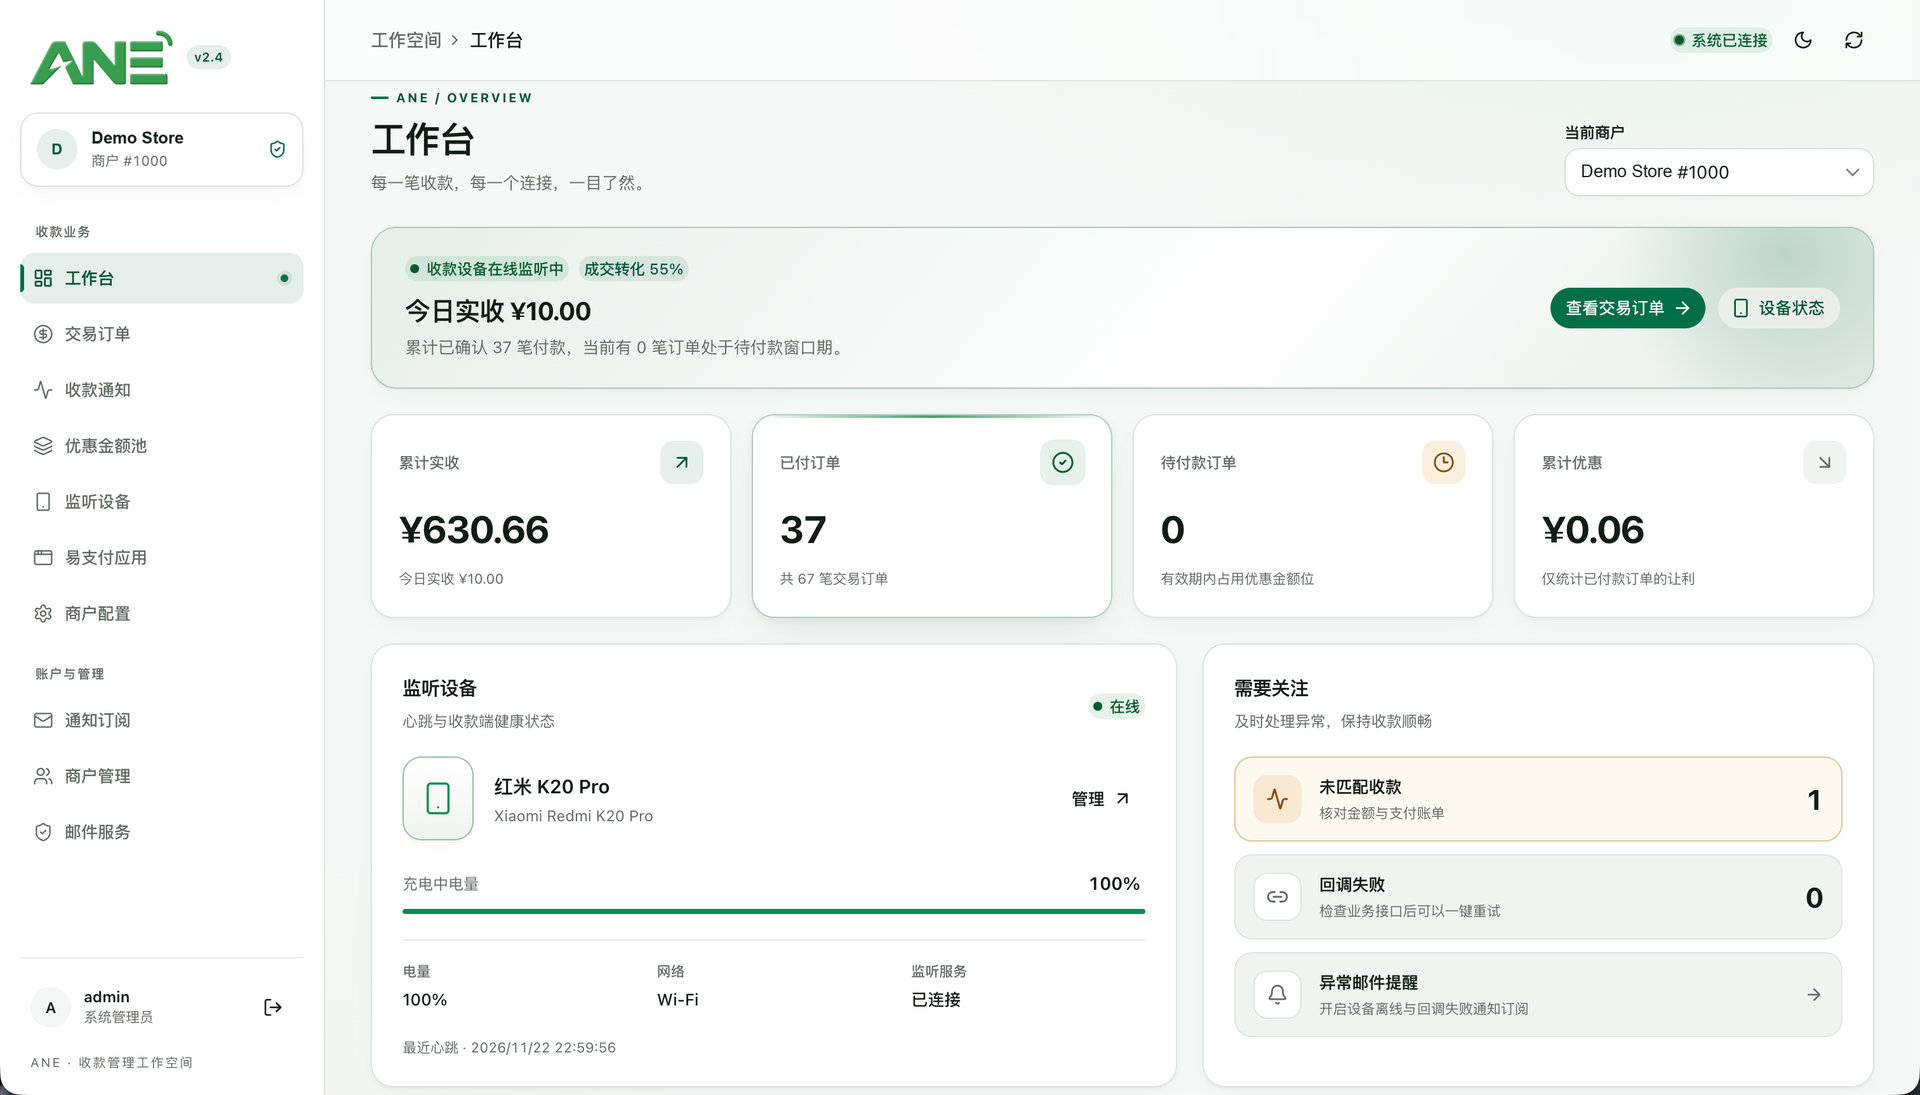 ANE
v2.4
D
Demo Store
商户 #1000
收款业务
工作台
交易订单
收款通知
优惠金额池
监听设备
易支付应用
商户配置
账户与管理
通知订阅
商户管理
邮件服务
A
admin
系统管理员
ANE · 收款管理工作空间
工作空间 > 工作台
系统已连接
ANE / OVERVIEW
工作台
每一笔收款，每一个连接，一目了然。
当前商户
Demo Store #1000
收款设备在线监听中
成交转化 55%
今日实收 ¥10.00
累计已确认 37 笔付款，当前有 0 笔订单处于待付款窗口期。
查看交易订单
设备状态
累计实收
¥630.66
今日实收 ¥10.00
已付订单
37
共 67 笔交易订单
待付款订单
0
有效期内占用优惠金额位
累计优惠
¥0.06
仅统计已付款订单的让利
监听设备
心跳与收款端健康状态
在线
红米 K20 Pro
Xiaomi Redmi K20 Pro
管理
充电中电量
100%
电量
100%
网络
Wi-Fi
监听服务
已连接
最近心跳 · 2026/11/22 22:59:56
需要关注
及时处理异常，保持收款顺畅
未匹配收款
核对金额与支付账单
1
回调失败
检查业务接口后可以一键重试
0
异常邮件提醒
开启设备离线与回调失败通知订阅